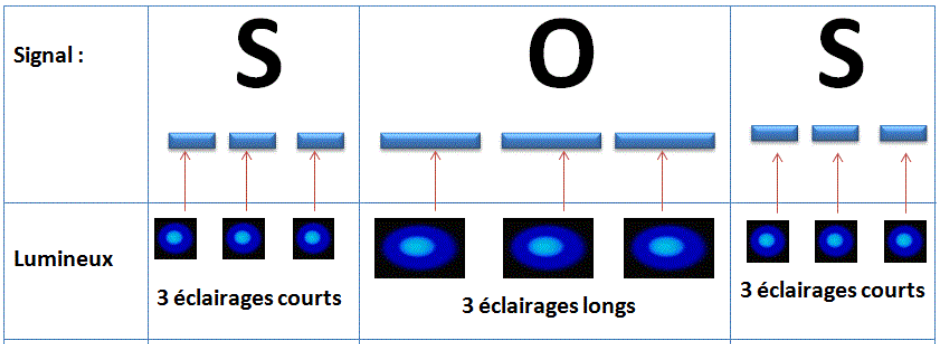 Signal :
S
O
S
Lumineux
3 éclairages courts
3 éclairages longs
3 éclairages courts